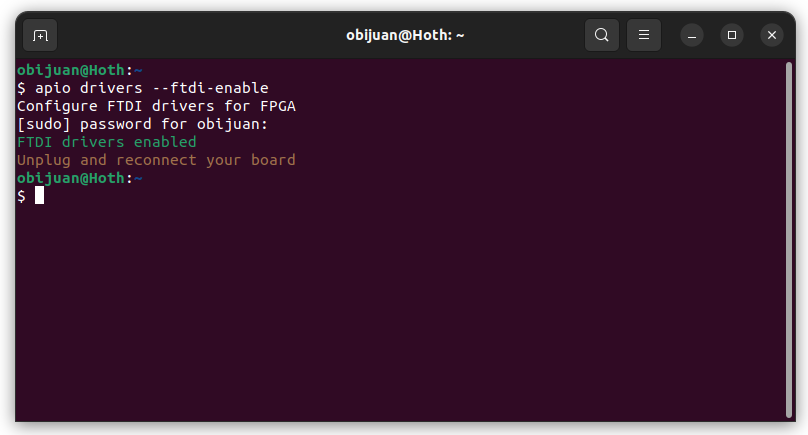 obijuan@Hoth: ~
obijuan@Hoth:~
$ apio drivers --ftdi-enable
Configure FTDI drivers for FPGA
[sudo] password for obijuan:
FTDI drivers enabled
Unplug and reconnect your board
obijuan@Hoth:~
$